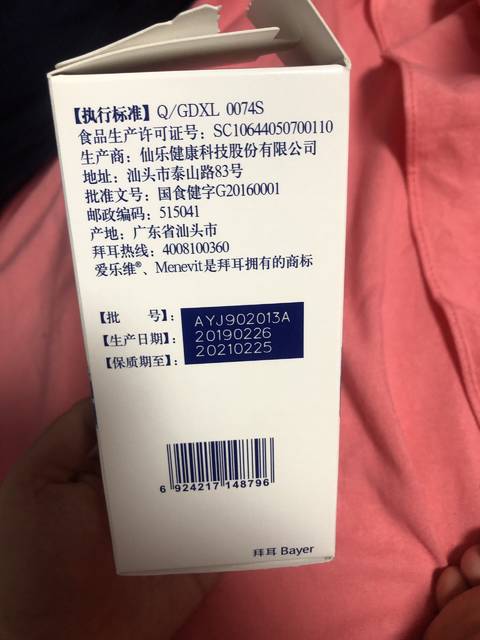 【执行标准】Q/GDXL 0074S
食品生产许可证号：SC10644050700110
生产商：仙乐健康科技股份有限公司
地址：汕头市泰山路83号
批准文号：国食健字G20160001
邮政编码：515041
产地：广东省汕头市
拜耳热线：4008100360
爱乐维®、Menevit是拜耳拥有的商标
【批 号】：AYJ902013A
【生产日期】：20190226
【保质期至】：20210225
6 924217 148796
拜耳 Bayer